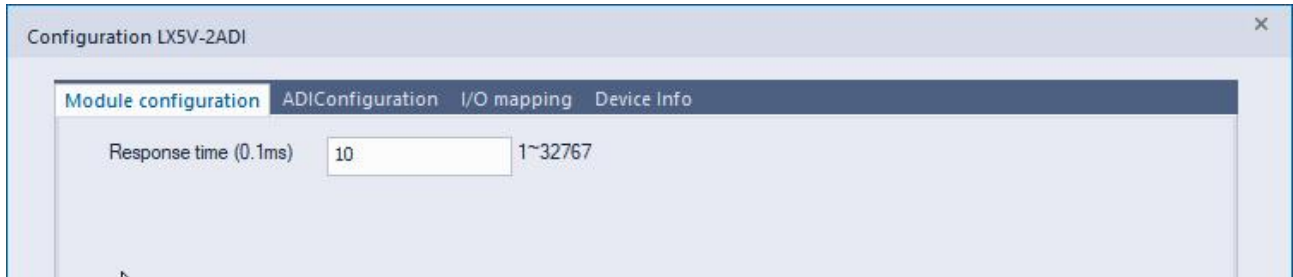 Configuration LX5V-2ADI
Module configuration ADIConfiguration I/O mapping Device Info
Response time (0.1ms) 10 1~32767